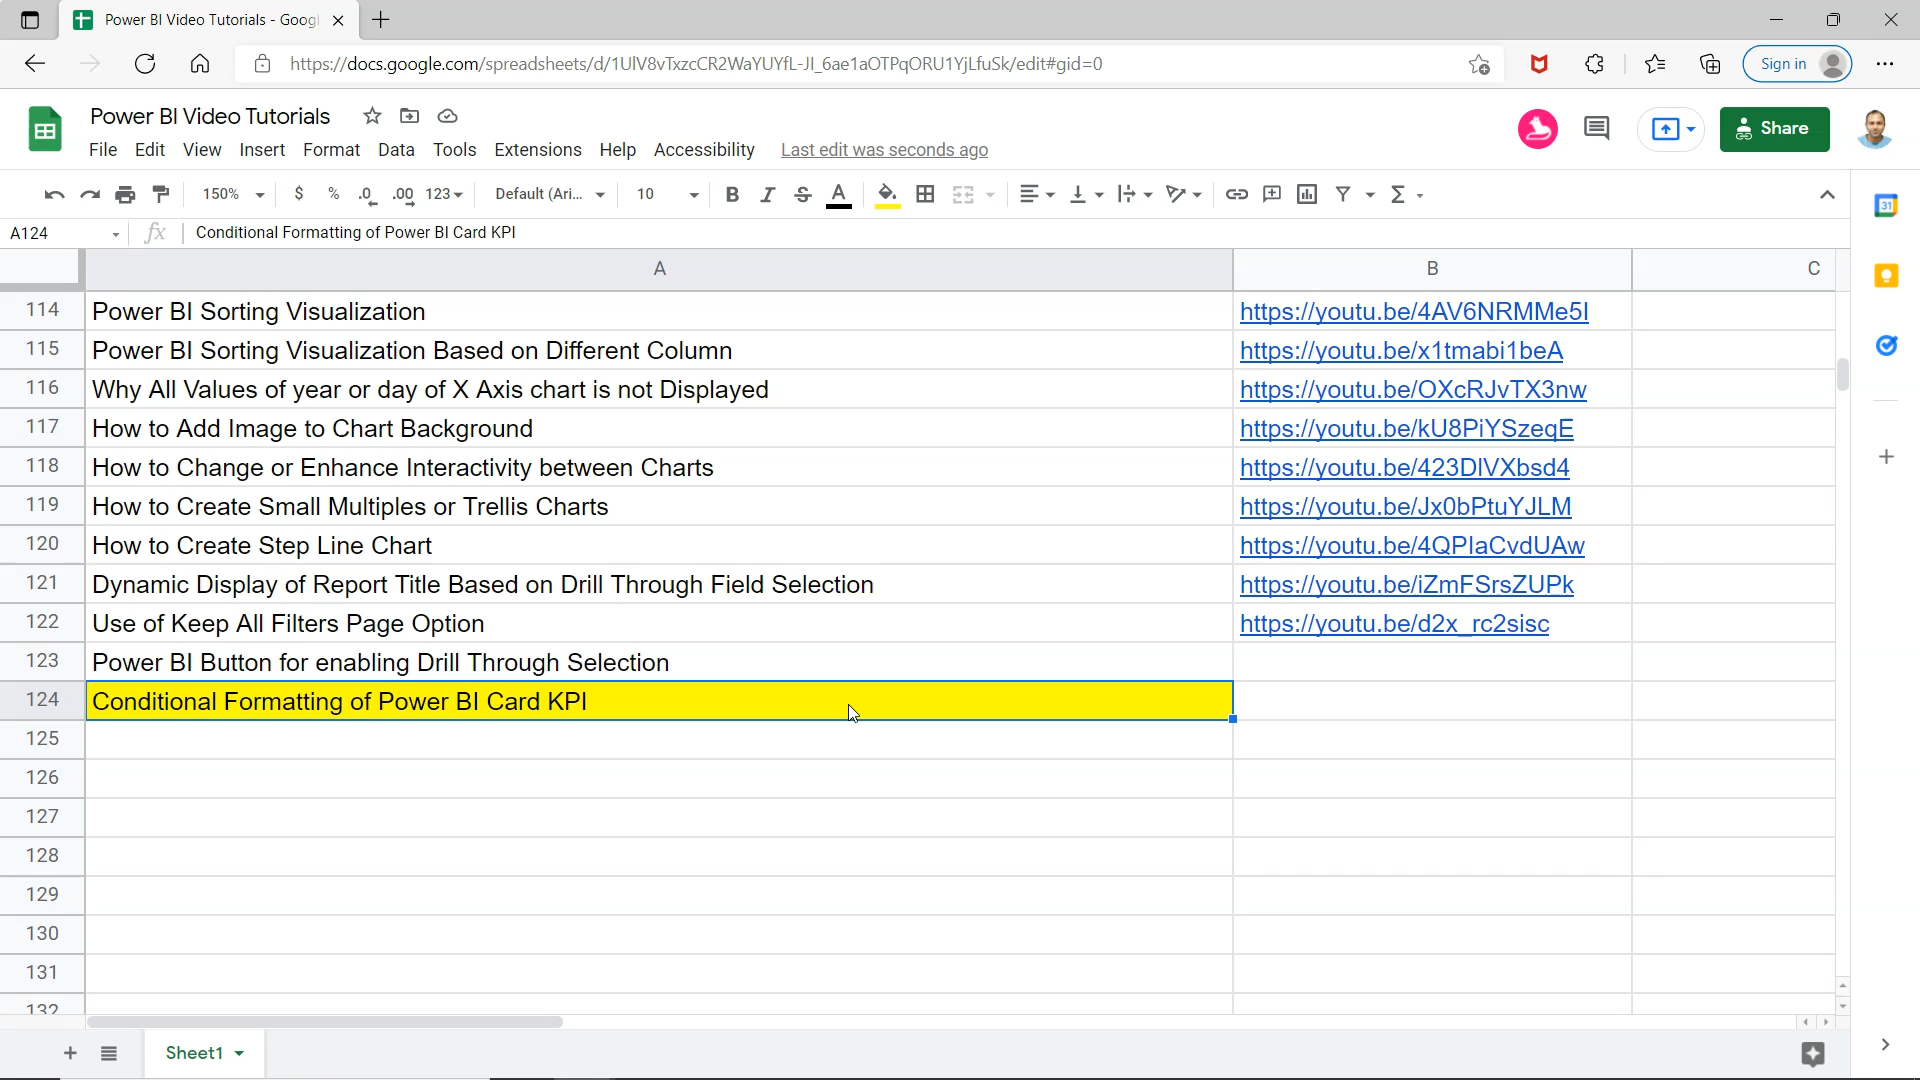 Power BI Video Tutorials - Googl
https://docs.google.com/spreadsheets/d/1UlV8vTxzcCR2WaYUYfL-JI_6ae1aOTPqORU1YjLfuSk/edit#gid=0
Sign in
Power BI Video Tutorials
File Edit View Insert Format Data Tools Extensions Help Accessibility Last edit was seconds ago
Share
150% $ % .0 .00 123 Default (Ari... 10 B I S A Σ
31
A124 fx Conditional Formatting of Power BI Card KPI
A B C
114 Power BI Sorting Visualization https://youtu.be/4AV6NRMMe5I
115 Power BI Sorting Visualization Based on Different Column https://youtu.be/x1tmabi1beA
116 Why All Values of year or day of X Axis chart is not Displayed https://youtu.be/OXcRJvTX3nw
117 How to Add Image to Chart Background https://youtu.be/kU8PiYSzeqE
118 How to Change or Enhance Interactivity between Charts https://youtu.be/423DIVXbsd4
119 How to Create Small Multiples or Trellis Charts https://youtu.be/Jx0bPtuYJLM
120 How to Create Step Line Chart https://youtu.be/4QPlaCvdUAw
121 Dynamic Display of Report Title Based on Drill Through Field Selection https://youtu.be/iZmFSrsZUPk
122 Use of Keep All Filters Page Option https://youtu.be/d2x_rc2sisc
123 Power BI Button for enabling Drill Through Selection
124 Conditional Formatting of Power BI Card KPI
125
126
127
128
129
130
131
132
Sheet1